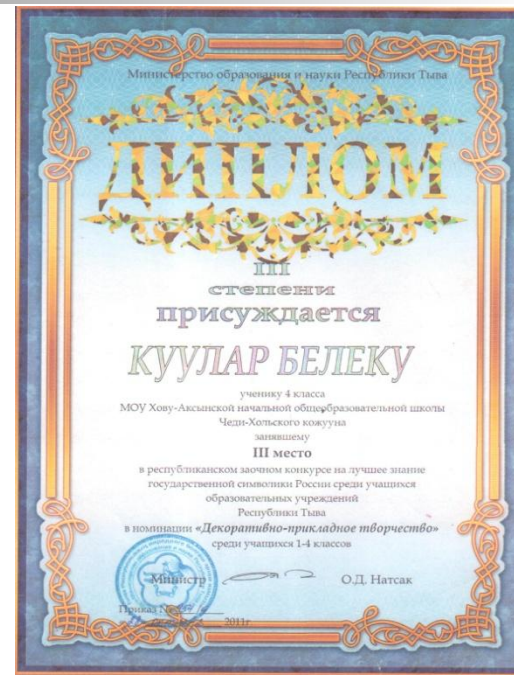 Министерство образования и науки Республики Тыва
ДИПЛОМ
III
степени
присуждается
КУУЛАР БЕЛЕКУ
ученику 4 класса
МОУ Хову-Аксынской начальной общеобразовательной школы
Чеди-Хольского кожууна
занявшему
III место
в республиканском заочном конкурсе на лучшее знание
государственной символики России среди учащихся
образовательных учреждений
Республики Тыва
в номинации «Декоративно-прикладное творчество»
среди учащихся 1-4 классов
Министр О.Д. Натсак
Приказ №
2011г